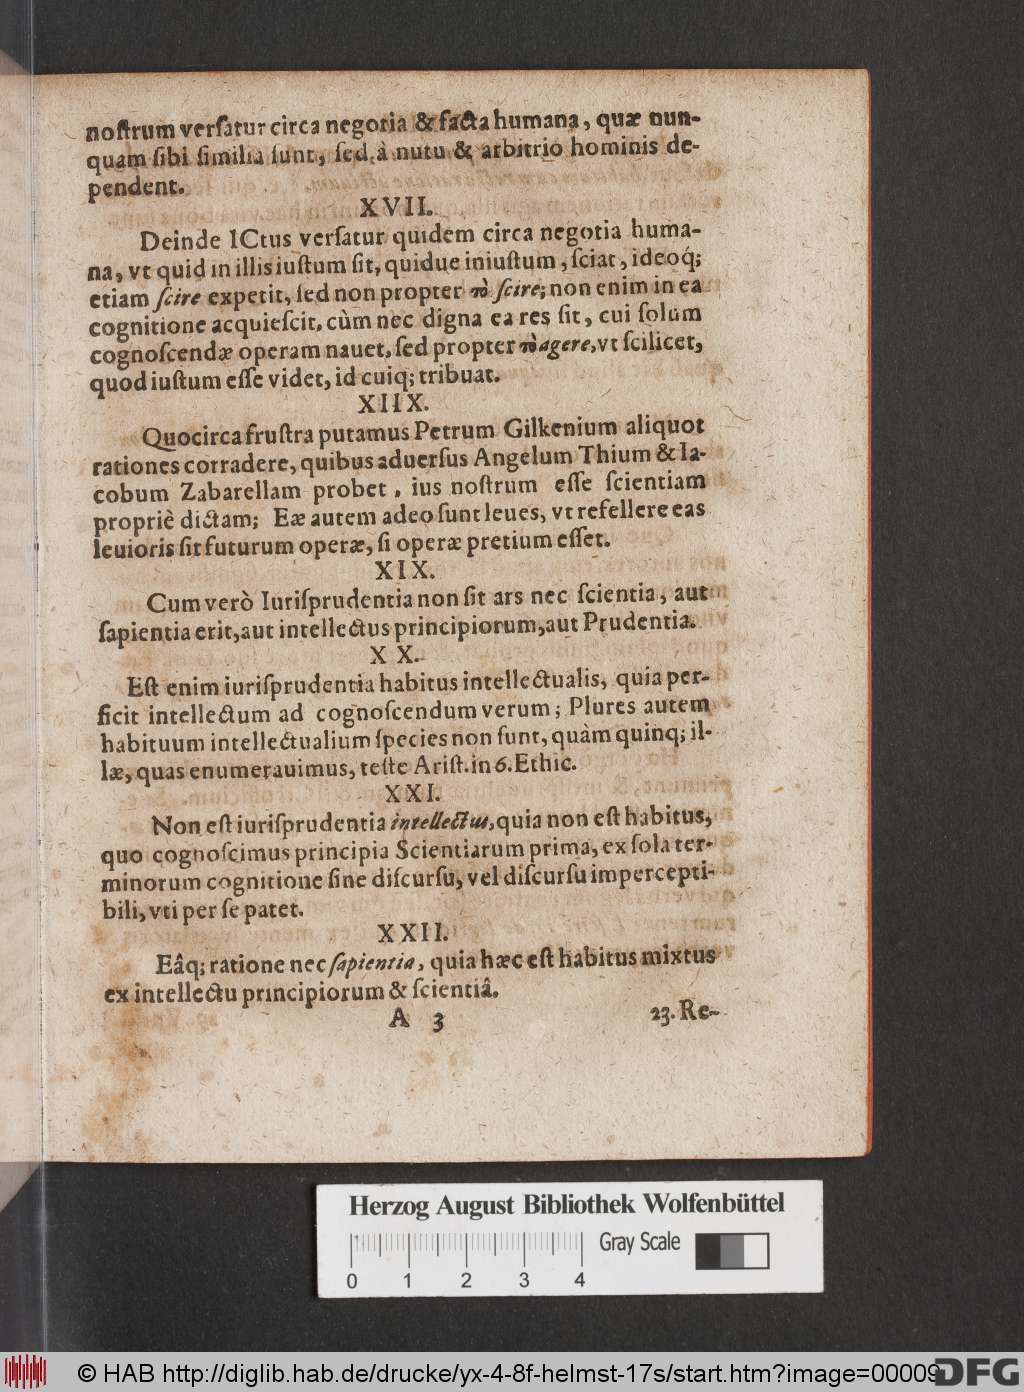 noſtrum verſatur circa negotia & facta humana, quæ nun-
quam ſibi ſimilia ſunt, ſed à nutu & arbitrio hominis de-
pendent.
XVII.
Deinde ICtus verſatur quidem circa negotia huma-
na, vt quid in illis iuſtum ſit, quidue iniuſtum, ſciat, ideoq́;
etiam ſcire expetit, ſed non propter τὸ ſcire; non enim in ea
cognitione acquieſcit, cùm nec digna ea res ſit, cui ſolùm
cognoſcendæ operam nauet, ſed propter τὸ agere, vt ſcilicet,
quod iuſtum eſſe videt, id cuiq; tribuat.
XIIX.
Quocirca fruſtra putamus Petrum Gilkenium aliquot
rationes corradere, quibus aduerſus Angelum Thium & Ia-
cobum Zabarellam probet, ius noſtrum eſſe ſcientiam
propriè dictam; Eæ autem adeo ſunt leues, vt refellere eas
leuioris ſit futurum operæ, ſi operæ pretium eſſet.
XIX.
Cum verò Iuriſprudentia non ſit ars nec ſcientia, aut
ſapientia erit, aut intellectus principiorum, aut Prudentia.
XX.
Eſt enim iuriſprudentia habitus intellectualis, quia per-
ficit intellectum ad cognoſcendum verum; Plures autem
habituum intellectualium ſpecies non ſunt, quàm quinq; il-
læ, quas enumerauimus, teſte Ariſt. in 6. Ethic.
XXI.
Non eſt iuriſprudentia intellectus, quia non eſt habitus,
quo cognoſcimus principia Scientiarum prima, ex ſola ter-
minorum cognitione ſine diſcurſu, vel diſcurſu impercepti-
bili, vti per ſe patet.
XXII.
Eâq; ratione nec ſapientia, quia hæc eſt habitus mixtus
ex intellectu principiorum & ſcientiâ.
A 3 23. Re-
Herzog August Bibliothek Wolfenbüttel
Gray Scale
0 1 2 3 4
© HAB http://diglib.hab.de/drucke/yx-4-8f-helmst-17s/start.htm?image=00009
DFG